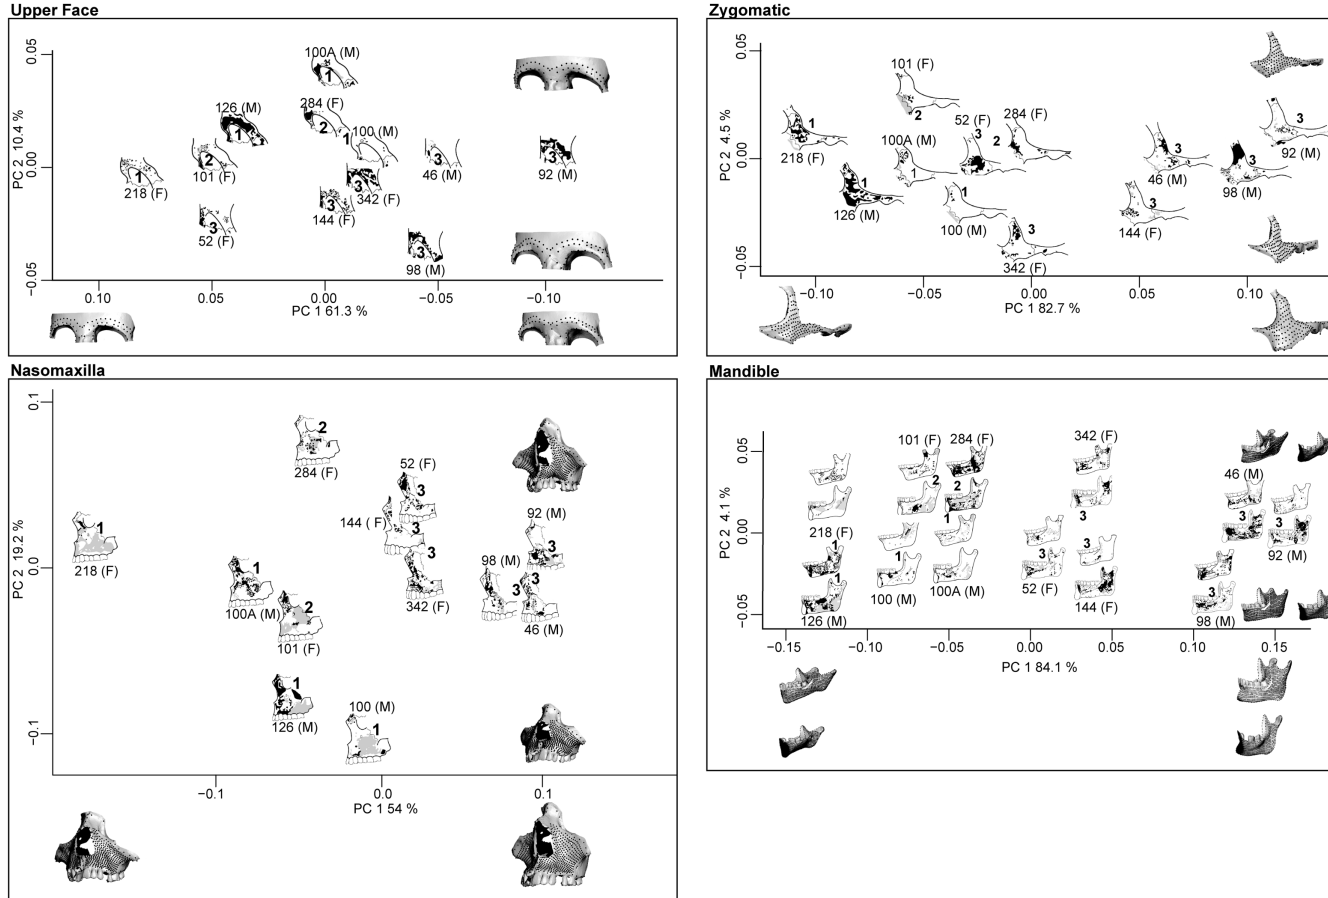 Upper Face
0.05
0.00
−0.05
PC 2 10.4 %
100A (M)
1
126 (M)
1
284 (F)
2
100 (M)
1
2
101 (F)
1
218 (F)
3
46 (M)
3
92 (M)
3
342 (F)
3
144 (F)
3
52 (F)
3
98 (M)
0.10
0.05
0.00
−0.05
−0.10
PC 1 61.3 %
Zygomatic
0.05
0.00
−0.05
PC 2 4.5 %
101 (F)
2
1
218 (F)
52 (F)
3
284 (F)
2
100A (M)
1
3
92 (M)
3
46 (M)
3
98 (M)
1
126 (M)
1
100 (M)
3
144 (F)
3
342 (F)
−0.10
−0.05
0.00
0.05
0.10
PC 1 82.7 %
Nasomaxilla
0.1
0.0
−0.1
PC 2 19.2 %
2
284 (F)
52 (F)
3
1
218 (F)
144 ( F)
3
92 (M)
3
1
100A (M)
3
342 (F)
98 (M)
3
3
46 (M)
2
101 (F)
1
126 (M)
100 (M)
1
−0.1
0.0
0.1
PC 1 54 %
Mandible
0.05
0.00
−0.05
PC 2 4.1 %
101 (F)
284 (F)
342 (F)
46 (M)
2
2
218 (F)
1
1
3
3
3
92 (M)
1
1
126 (M)
100 (M)
100A (M)
3
52 (F)
3
144 (F)
3
98 (M)
−0.15
−0.10
−0.05
0.00
0.05
0.10
0.15
PC 1 84.1 %